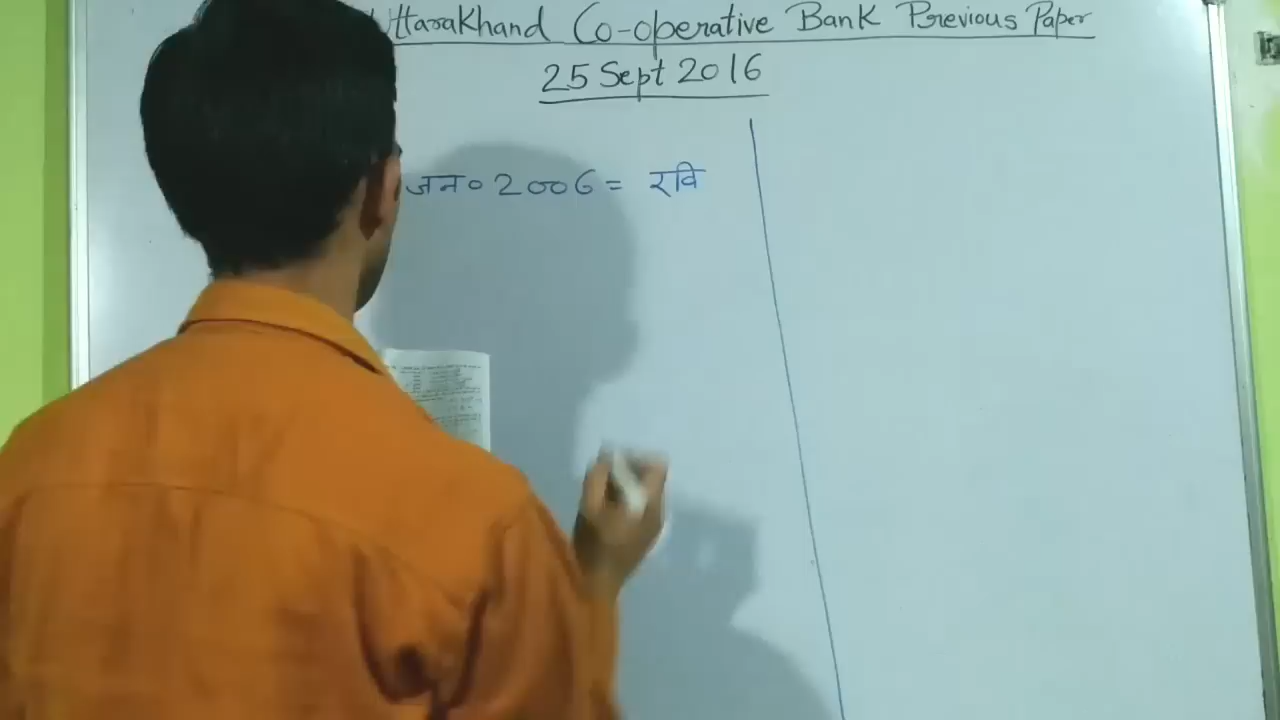 Uttarakhand Co-operative Bank Previous Paper
25 Sept 2016
जन० 2006 = रवि